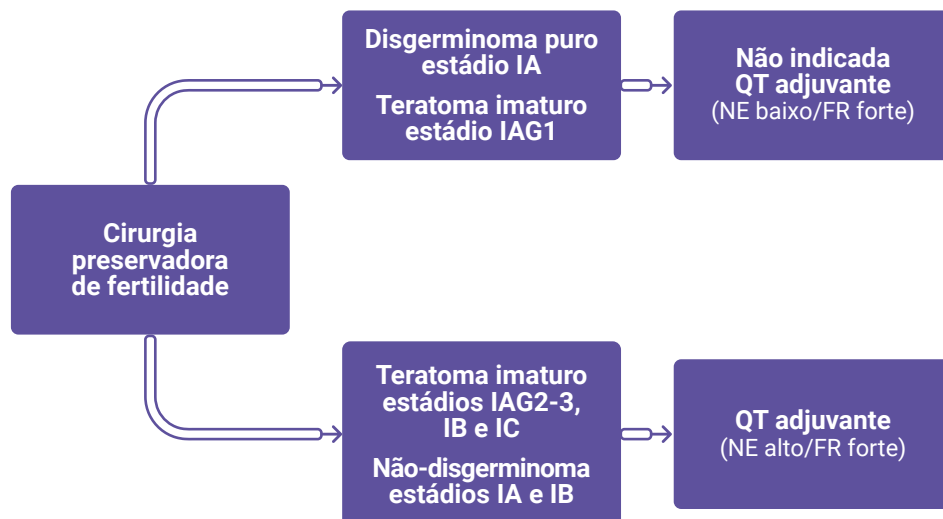 Cirurgia
preservadora
de fertilidade
Disgerminoma puro
estádio IA
Teratoma imaturo
estádio IAG1
Não indicada
QT adjuvante
(NE baixo/FR forte)
Teratoma imaturo
estádios IAG2-3,
IB e IC
Não-disgerminoma
estádios IA e IB
QT adjuvante
(NE alto/FR forte)